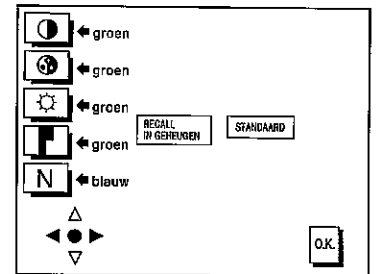 groen
groen
groen
groen
RECALL
IN GEHEUGEN
STANDAARD
N
blauw
O.K.